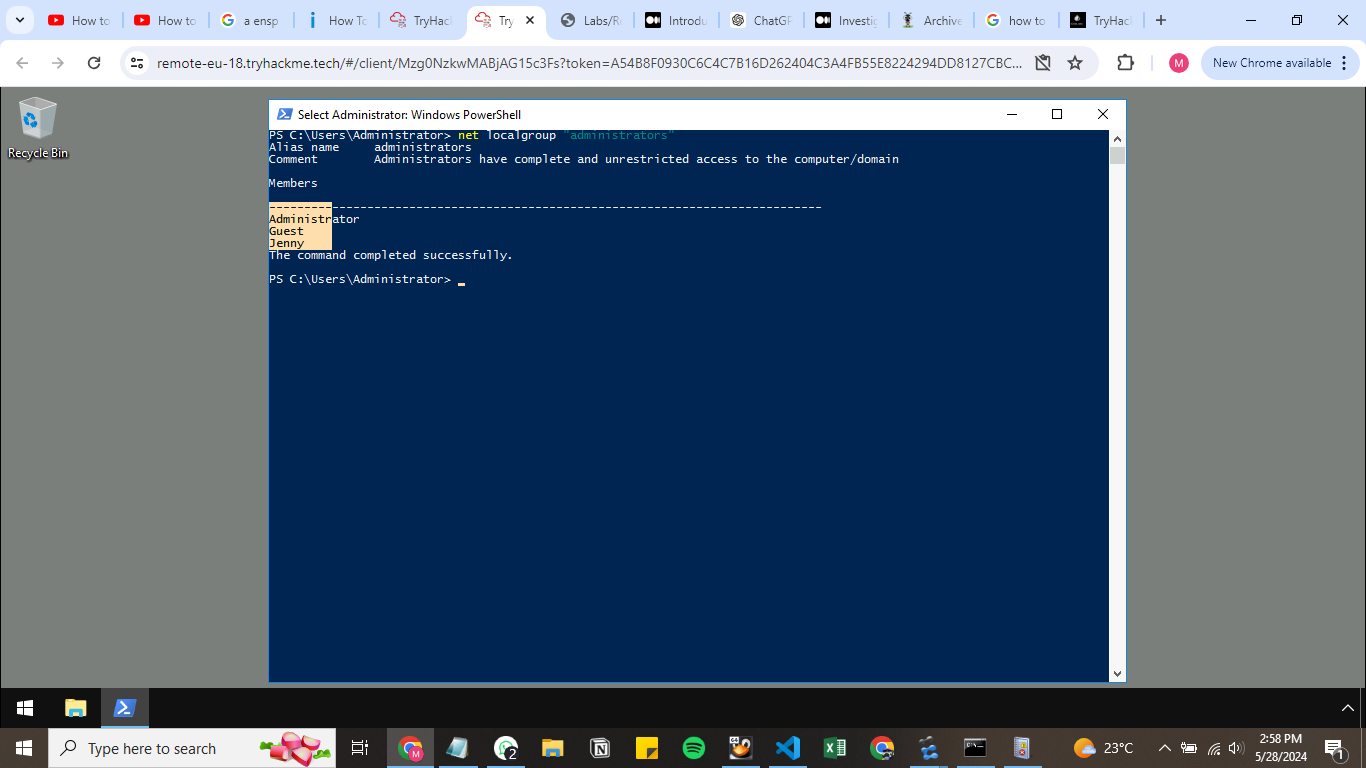 How to
How to
a ensp
How To
TryHac
Try
Labs/R
Introdu
ChatGP
Investig
Archive
how to
TryHac
remote-eu-18.tryhackme.tech/#/client/Mzg0NzkwMABjAG15c3Fs?token=A54B8F0930C6C4C7B16D262404C3A4FB55E8224294DD8127CBC...
M
New Chrome available
Recycle Bin
Select Administrator: Windows PowerShell
PS C:\Users\Administrator> net localgroup "administrators"
Alias name administrators
Comment Administrators have complete and unrestricted access to the computer/domain
Members
-------------------------------------------------------------------------------
Administrator
Guest
Jenny
The command completed successfully.
PS C:\Users\Administrator>
Type here to search
23°C
2:58 PM
5/28/2024
1